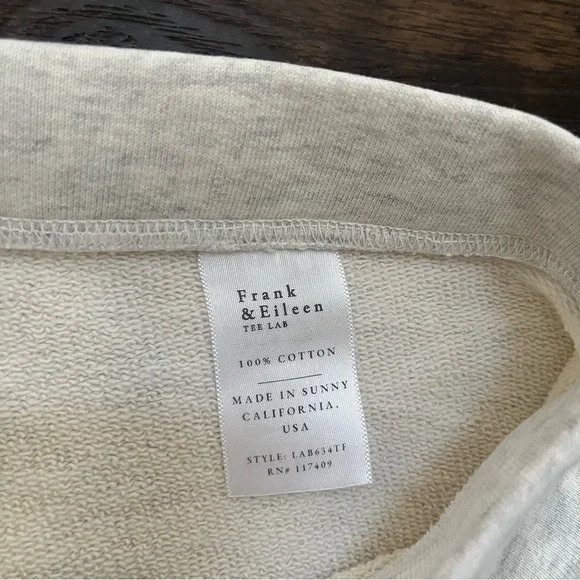 Frank
& Eileen
TEE LAB
100% COTTON
MADE IN SUNNY
CALIFORNIA,
USA
STYLE: LAB634TF
RN# 117409